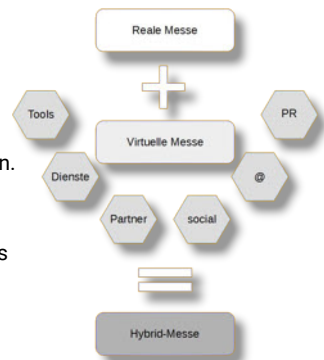 Reale Messe
+
Tools
PR
Virtuelle Messe
n.
Dienste
@
Partner
social
s
=
Hybrid-Messe